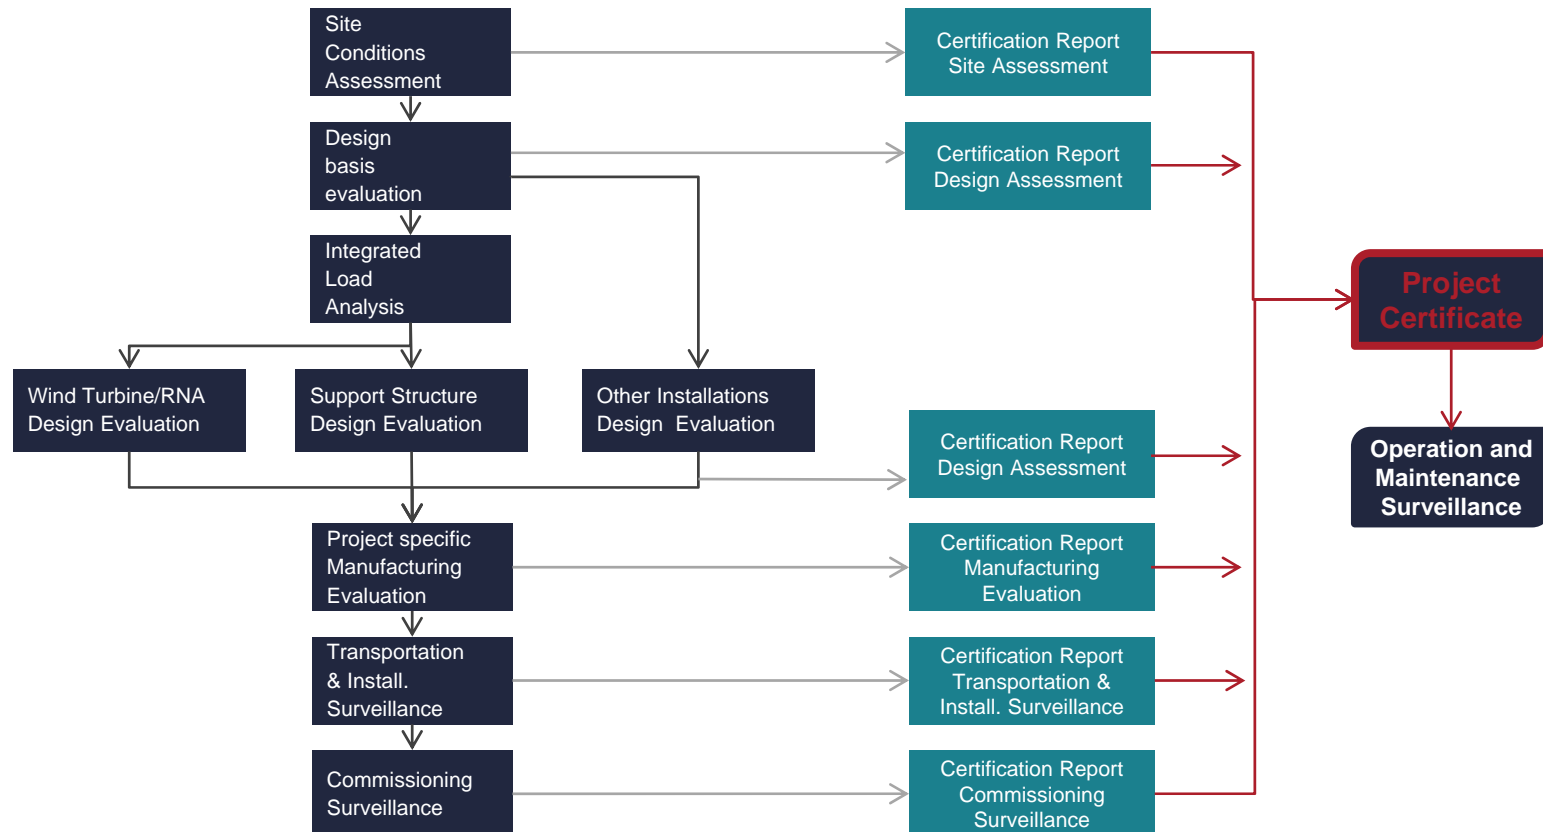 Site
Conditions
Assessment
Certification Report
Site Assessment
Design
basis
evaluation
Certification Report
Design Assessment
Integrated
Load
Analysis
Project
Certificate
Wind Turbine/RNA
Design Evaluation
Support Structure
Design Evaluation
Other Installations
Design Evaluation
Certification Report
Design Assessment
Operation and
Maintenance
Surveillance
Project specific
Manufacturing
Evaluation
Certification Report
Manufacturing
Evaluation
Transportation
& Install.
Surveillance
Certification Report
Transportation &
Install. Surveillance
Commissioning
Surveillance
Certification Report
Commissioning
Surveillance